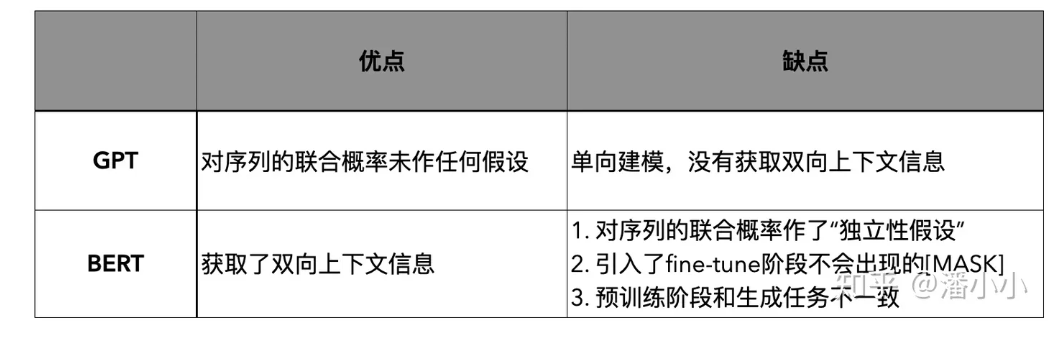 优点 缺点
GPT 对序列的联合概率未作任何假设 单向建模，没有获取双向上下文信息
1. 对序列的联合概率作了“独立性假设”
BERT 获取了双向上下文信息 2. 引入了fine-tune阶段不会出现的[MASK]
3. 预训练阶段和生成任务不一致
知乎 @潘小小